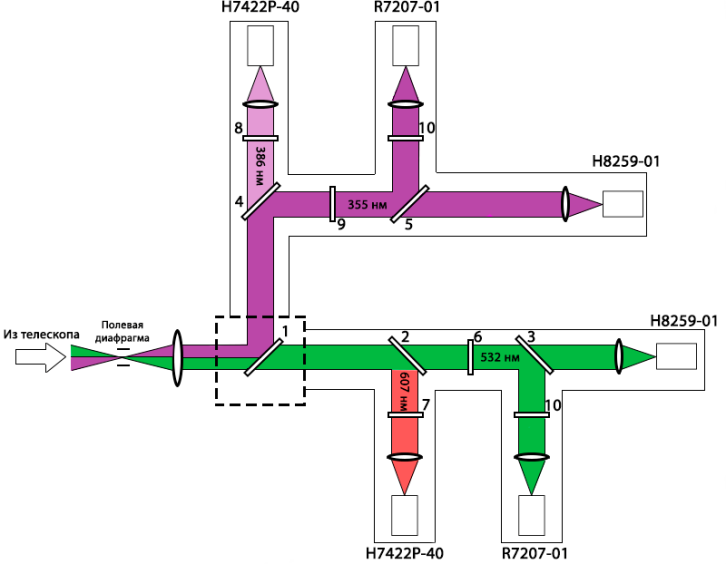 H7422P-40
R7207-01
8
10
386 нм
H8259-01
4
355 нм
9
5
Полевая
диафрагма
Из телескопа
1
2
6
3
H8259-01
532 нм
607 нм
7
10
H7422P-40
R7207-01